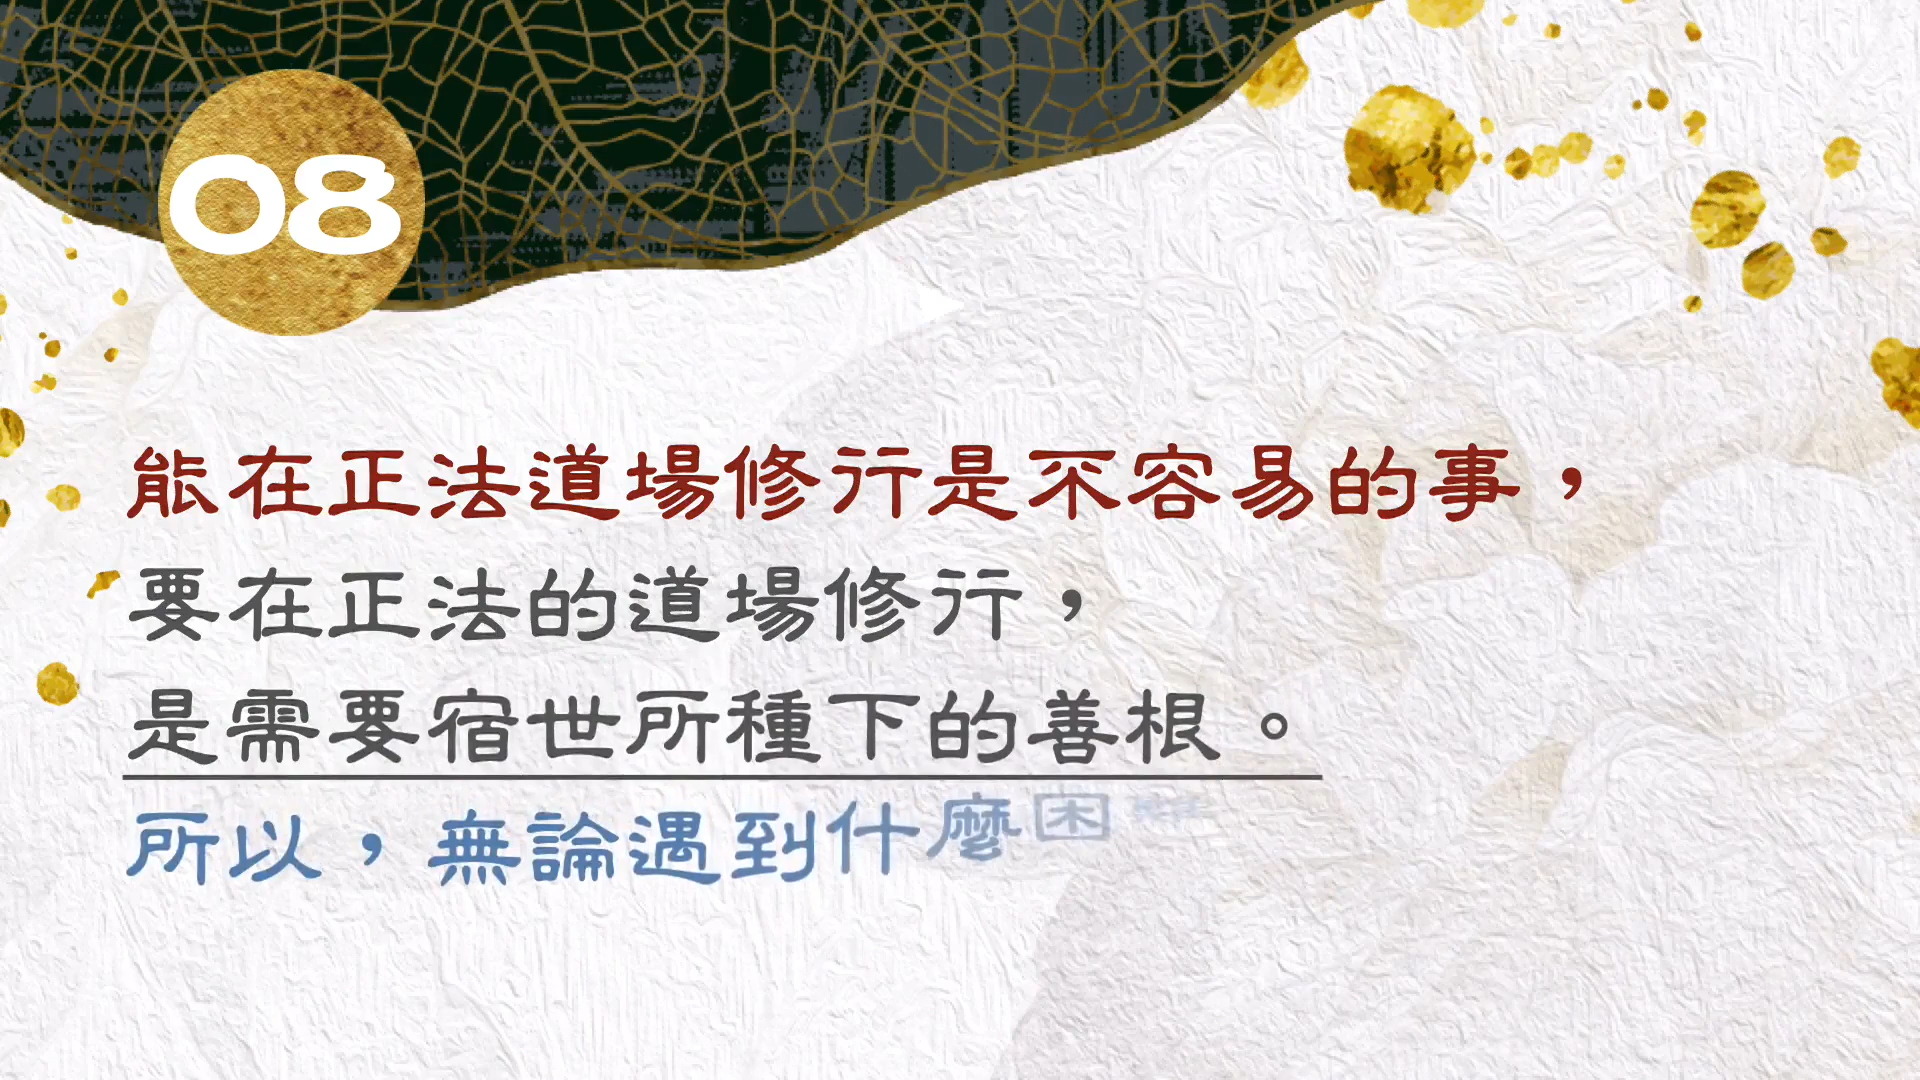 08
能在正法道場修行是不容易的事，
要在正法的道場修行，
是需要宿世所種下的善根。
所以，無論遇到什麼困